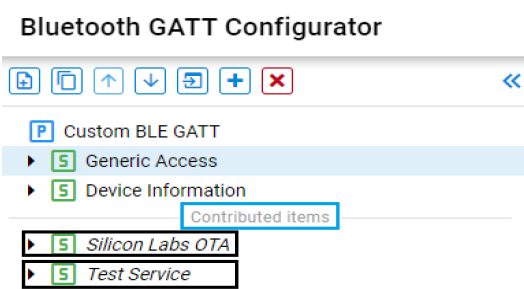 Bluetooth GATT Configurator
P Custom BLE GATT
S Generic Access
S Device Information
Contributed items
S Silicon Labs OTA
S Test Service